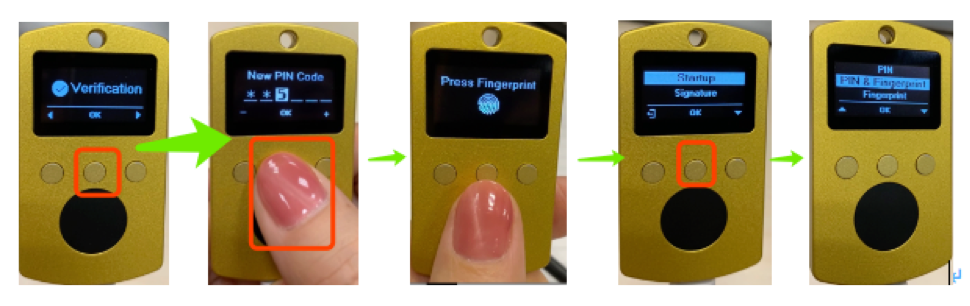 Verification
OK
New PIN Code
* * 5 _ _ _
- OK +
Press Fingerprint
Startup
Signature
OK
PIN
PIN & Fingerprint
Fingerprint
OK